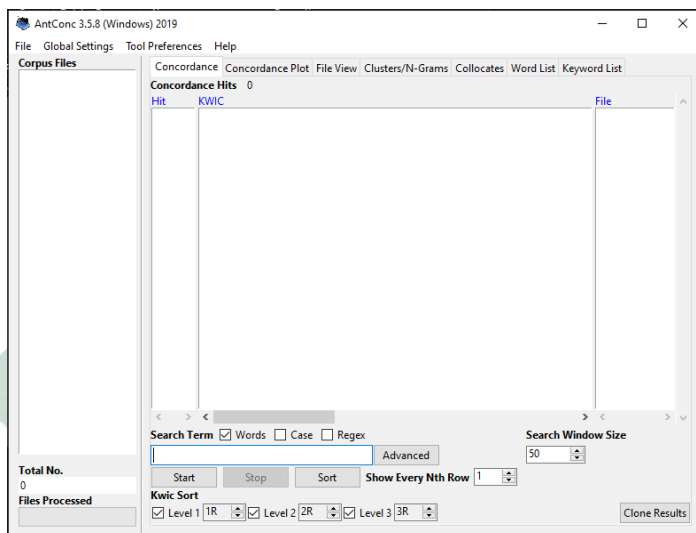 AntConc 3.5.8 (Windows) 2019
File Global Settings Tool Preferences Help
Corpus Files
Concordance Concordance Plot File View Clusters/N-Grams Collocates Word List Keyword List
Concordance Hits 0
Hit KWIC File
Search Term Words Case Regex Search Window Size
Advanced 50
Total No.
0
Start Stop Sort Show Every Nth Row 1
Files Processed
Kwic Sort
Level 1 1R Level 2 2R Level 3 3R Clone Results